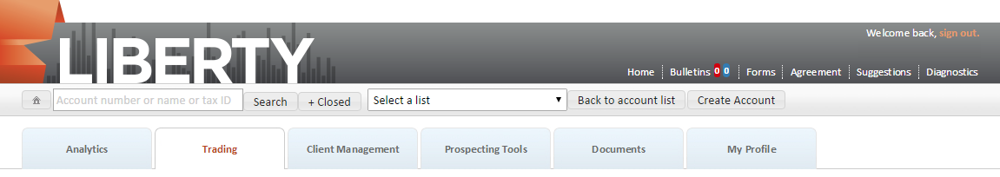 LIBERTY
Welcome back, sign out.
Home Bulletins 0 0 Forms Agreement Suggestions Diagnostics
Account number or name or tax ID Search + Closed Select a list Back to account list Create Account
Analytics Trading Client Management Prospecting Tools Documents My Profile